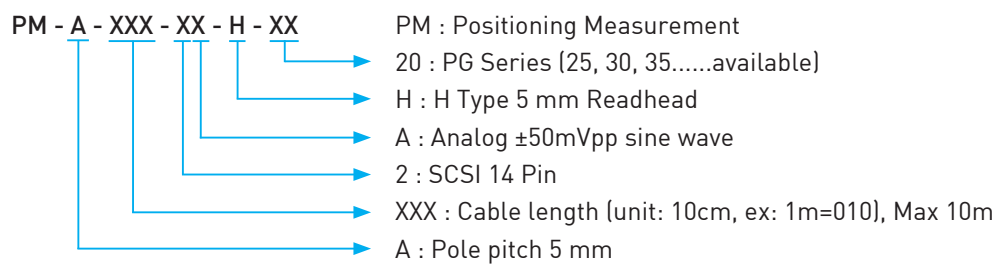 PM - A - XXX - XX - H - XX PM : Positioning Measurement
20 : PG Series (25, 30, 35......available)
H : H Type 5 mm Readhead
A : Analog ±50mVpp sine wave
2 : SCSI 14 Pin
XXX : Cable length (unit: 10cm, ex: 1m=010), Max 10m
A : Pole pitch 5 mm